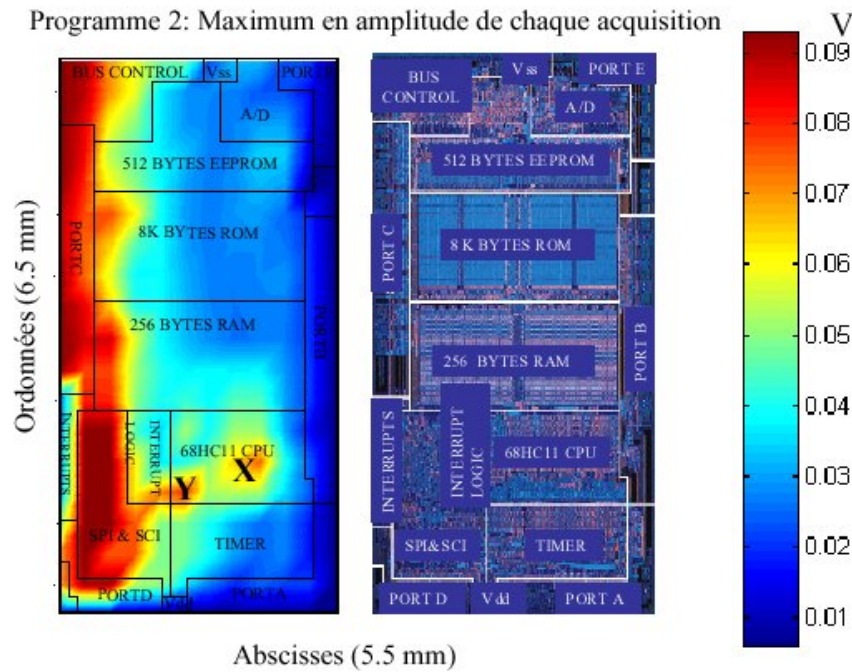 Programme 2: Maximum en amplitude de chaque acquisition
V
BUS CONTROL
Vss
PORT E
A/D
512 BYTES EEPROM
8K BYTES ROM
PORTC
256 BYTES RAM
PORTB
INTERRUPTS
INTERRUPT
LOGIC
68HC11 CPU
X
Y
SPI & SCI
TIMER
PORTD
Vdd
PORTA
Ordonnées (6.5 mm)
Abscisses (5.5 mm)
BUS
CONTROL
Vss
PORT E
A/D
512 BYTES EEPROM
PORT C
8 K BYTES ROM
256 BYTES RAM
PORT B
INTERRUPTS
INTERRUPT
LOGIC
68HC11 CPU
SPI&SCI
TIMER
PORT D
Vdd
PORT A
0.09
0.08
0.07
0.06
0.05
0.04
0.03
0.02
0.01